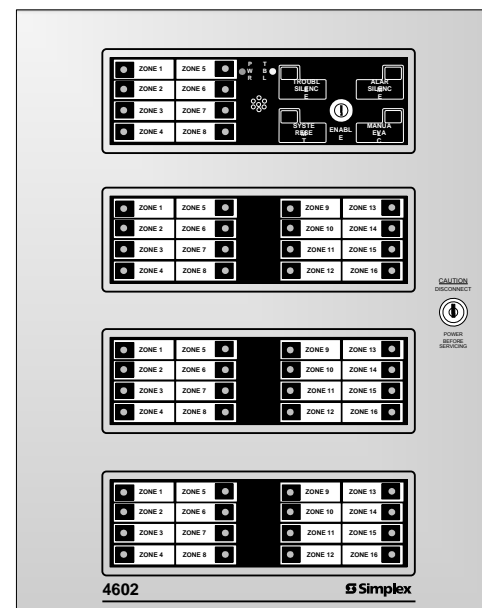 ZONE 1 ZONE 5 P W R T B L
ZONE 2 ZONE 6
ZONE 3 ZONE 7
ZONE 4 ZONE 8
TROUBL
SILENC
E
ALAR
M
SILENC
E
SYSTE
M
RESE
T
ENABL
E
MANUA
L
EVA
C
ZONE 1 ZONE 5 ZONE 9 ZONE 13
ZONE 2 ZONE 6 ZONE 10 ZONE 14
ZONE 3 ZONE 7 ZONE 11 ZONE 15
ZONE 4 ZONE 8 ZONE 12 ZONE 16
CAUTION
DISCONNECT
POWER
BEFORE
SERVICING
ZONE 1 ZONE 5 ZONE 9 ZONE 13
ZONE 2 ZONE 6 ZONE 10 ZONE 14
ZONE 3 ZONE 7 ZONE 11 ZONE 15
ZONE 4 ZONE 8 ZONE 12 ZONE 16
ZONE 1 ZONE 5 ZONE 9 ZONE 13
ZONE 2 ZONE 6 ZONE 10 ZONE 14
ZONE 3 ZONE 7 ZONE 11 ZONE 15
ZONE 4 ZONE 8 ZONE 12 ZONE 16
4602 Simplex